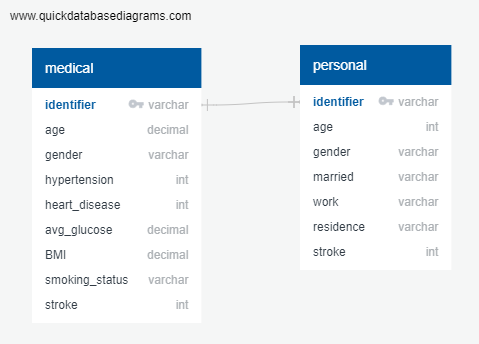 www.quickdatabasediagrams.com
medical
identifier varchar
age decimal
gender varchar
hypertension int
heart_disease int
avg_glucose decimal
BMI decimal
smoking_status varchar
stroke int
personal
identifier varchar
age int
gender varchar
married varchar
work varchar
residence varchar
stroke int